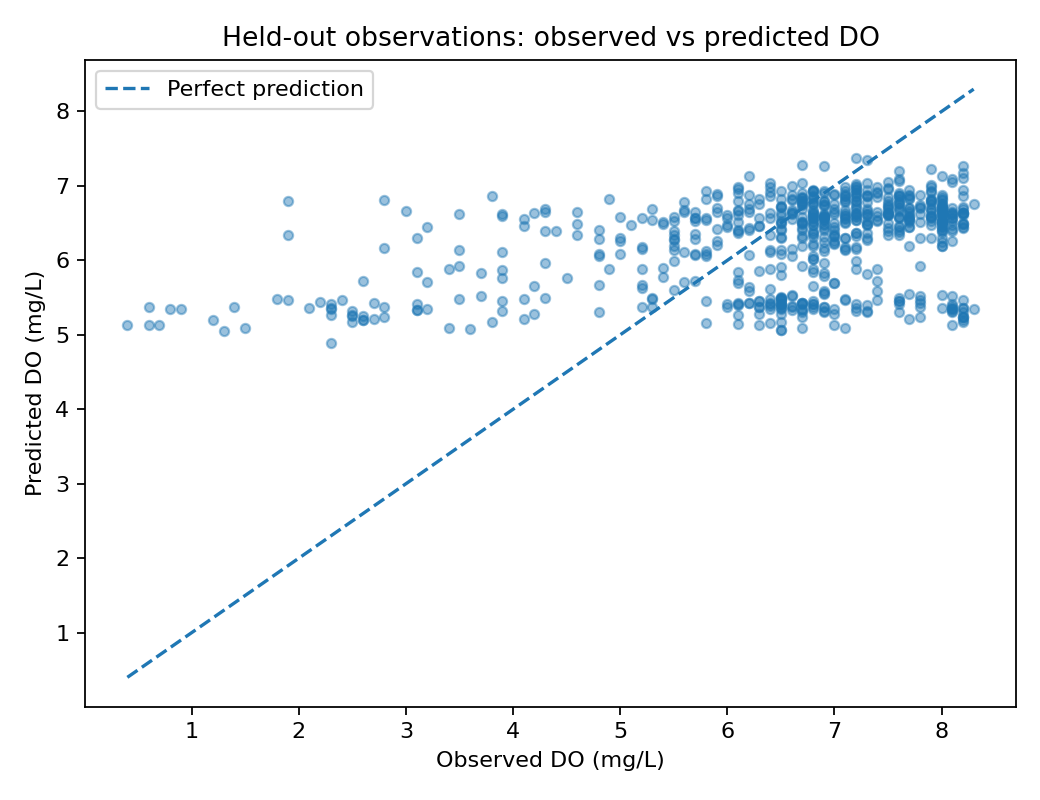 Held-out observations: observed vs predicted DO
Perfect prediction
Predicted DO (mg/L)
8
7
6
5
4
3
2
1
1 2 3 4 5 6 7 8
Observed DO (mg/L)